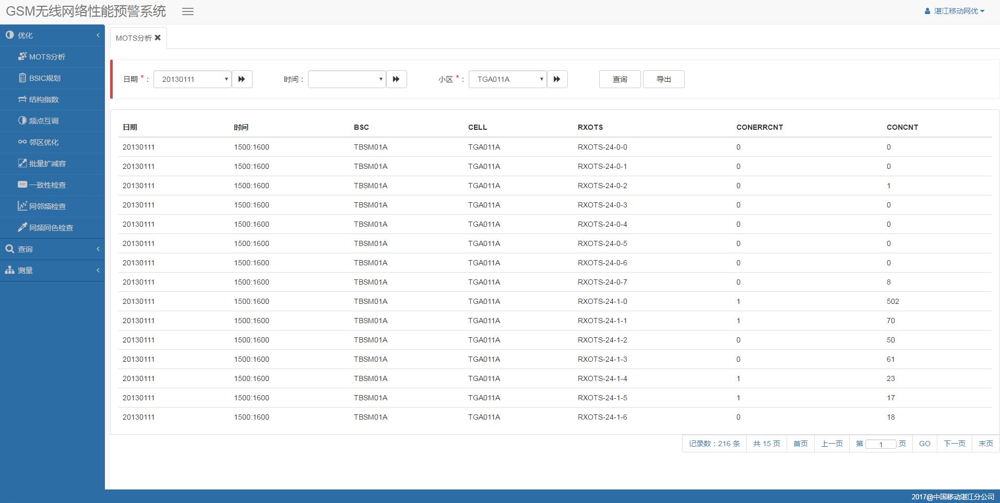 GSM无线网络性能预警系统
湛江移动网优
优化
MOTS分析
BSIC规划
结构指数
频点互调
邻区优化
批量扩减容
一致性检查
同邻频检查
同频同色检查
查询
测量
MOTS分析
日期 * : 20130111 时间 : 小区 * : TGA011A 查询 导出
日期 时间 BSC CELL RXOTS CONERRCNT CONCNT
20130111 1500:1600 TBSM01A TGA011A RXOTS-24-0-0 0 0
20130111 1500:1600 TBSM01A TGA011A RXOTS-24-0-1 0 0
20130111 1500:1600 TBSM01A TGA011A RXOTS-24-0-2 0 1
20130111 1500:1600 TBSM01A TGA011A RXOTS-24-0-3 0 0
20130111 1500:1600 TBSM01A TGA011A RXOTS-24-0-4 0 0
20130111 1500:1600 TBSM01A TGA011A RXOTS-24-0-5 0 0
20130111 1500:1600 TBSM01A TGA011A RXOTS-24-0-6 0 0
20130111 1500:1600 TBSM01A TGA011A RXOTS-24-0-7 0 8
20130111 1500:1600 TBSM01A TGA011A RXOTS-24-1-0 1 502
20130111 1500:1600 TBSM01A TGA011A RXOTS-24-1-1 1 70
20130111 1500:1600 TBSM01A TGA011A RXOTS-24-1-2 0 50
20130111 1500:1600 TBSM01A TGA011A RXOTS-24-1-3 0 61
20130111 1500:1600 TBSM01A TGA011A RXOTS-24-1-4 1 23
20130111 1500:1600 TBSM01A TGA011A RXOTS-24-1-5 1 17
20130111 1500:1600 TBSM01A TGA011A RXOTS-24-1-6 0 18
记录数 : 216 条 共 15 页 首页 上一页 第 1 页 GO 下一页 末页
2017@中国移动湛江分公司